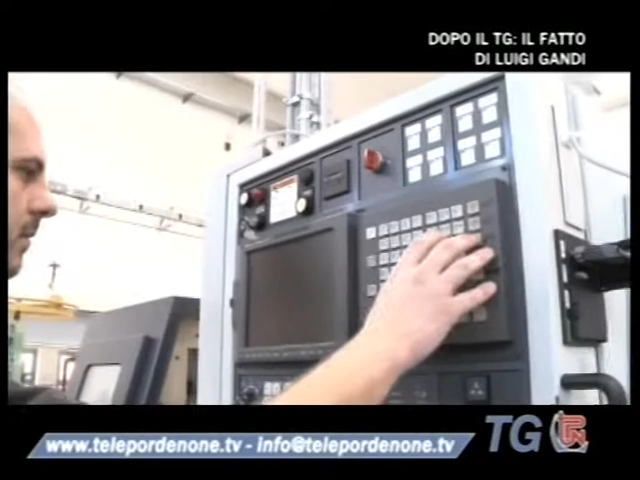 DOPO IL TG: IL FATTO
DI LUIGI GANDI
www.telepordenone.tv - info@telepordenone.tv
TG